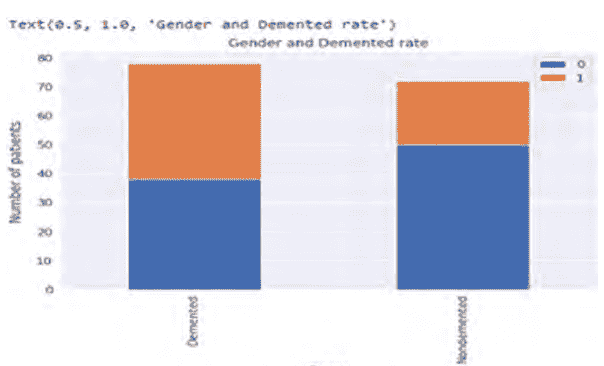 Text(0.5, 1.0, 'Gender and Demented rate')
Gender and Demented rate
80
70
60
50
40
30
20
10
0
Number of patients
0
1
Demented
Nondemented